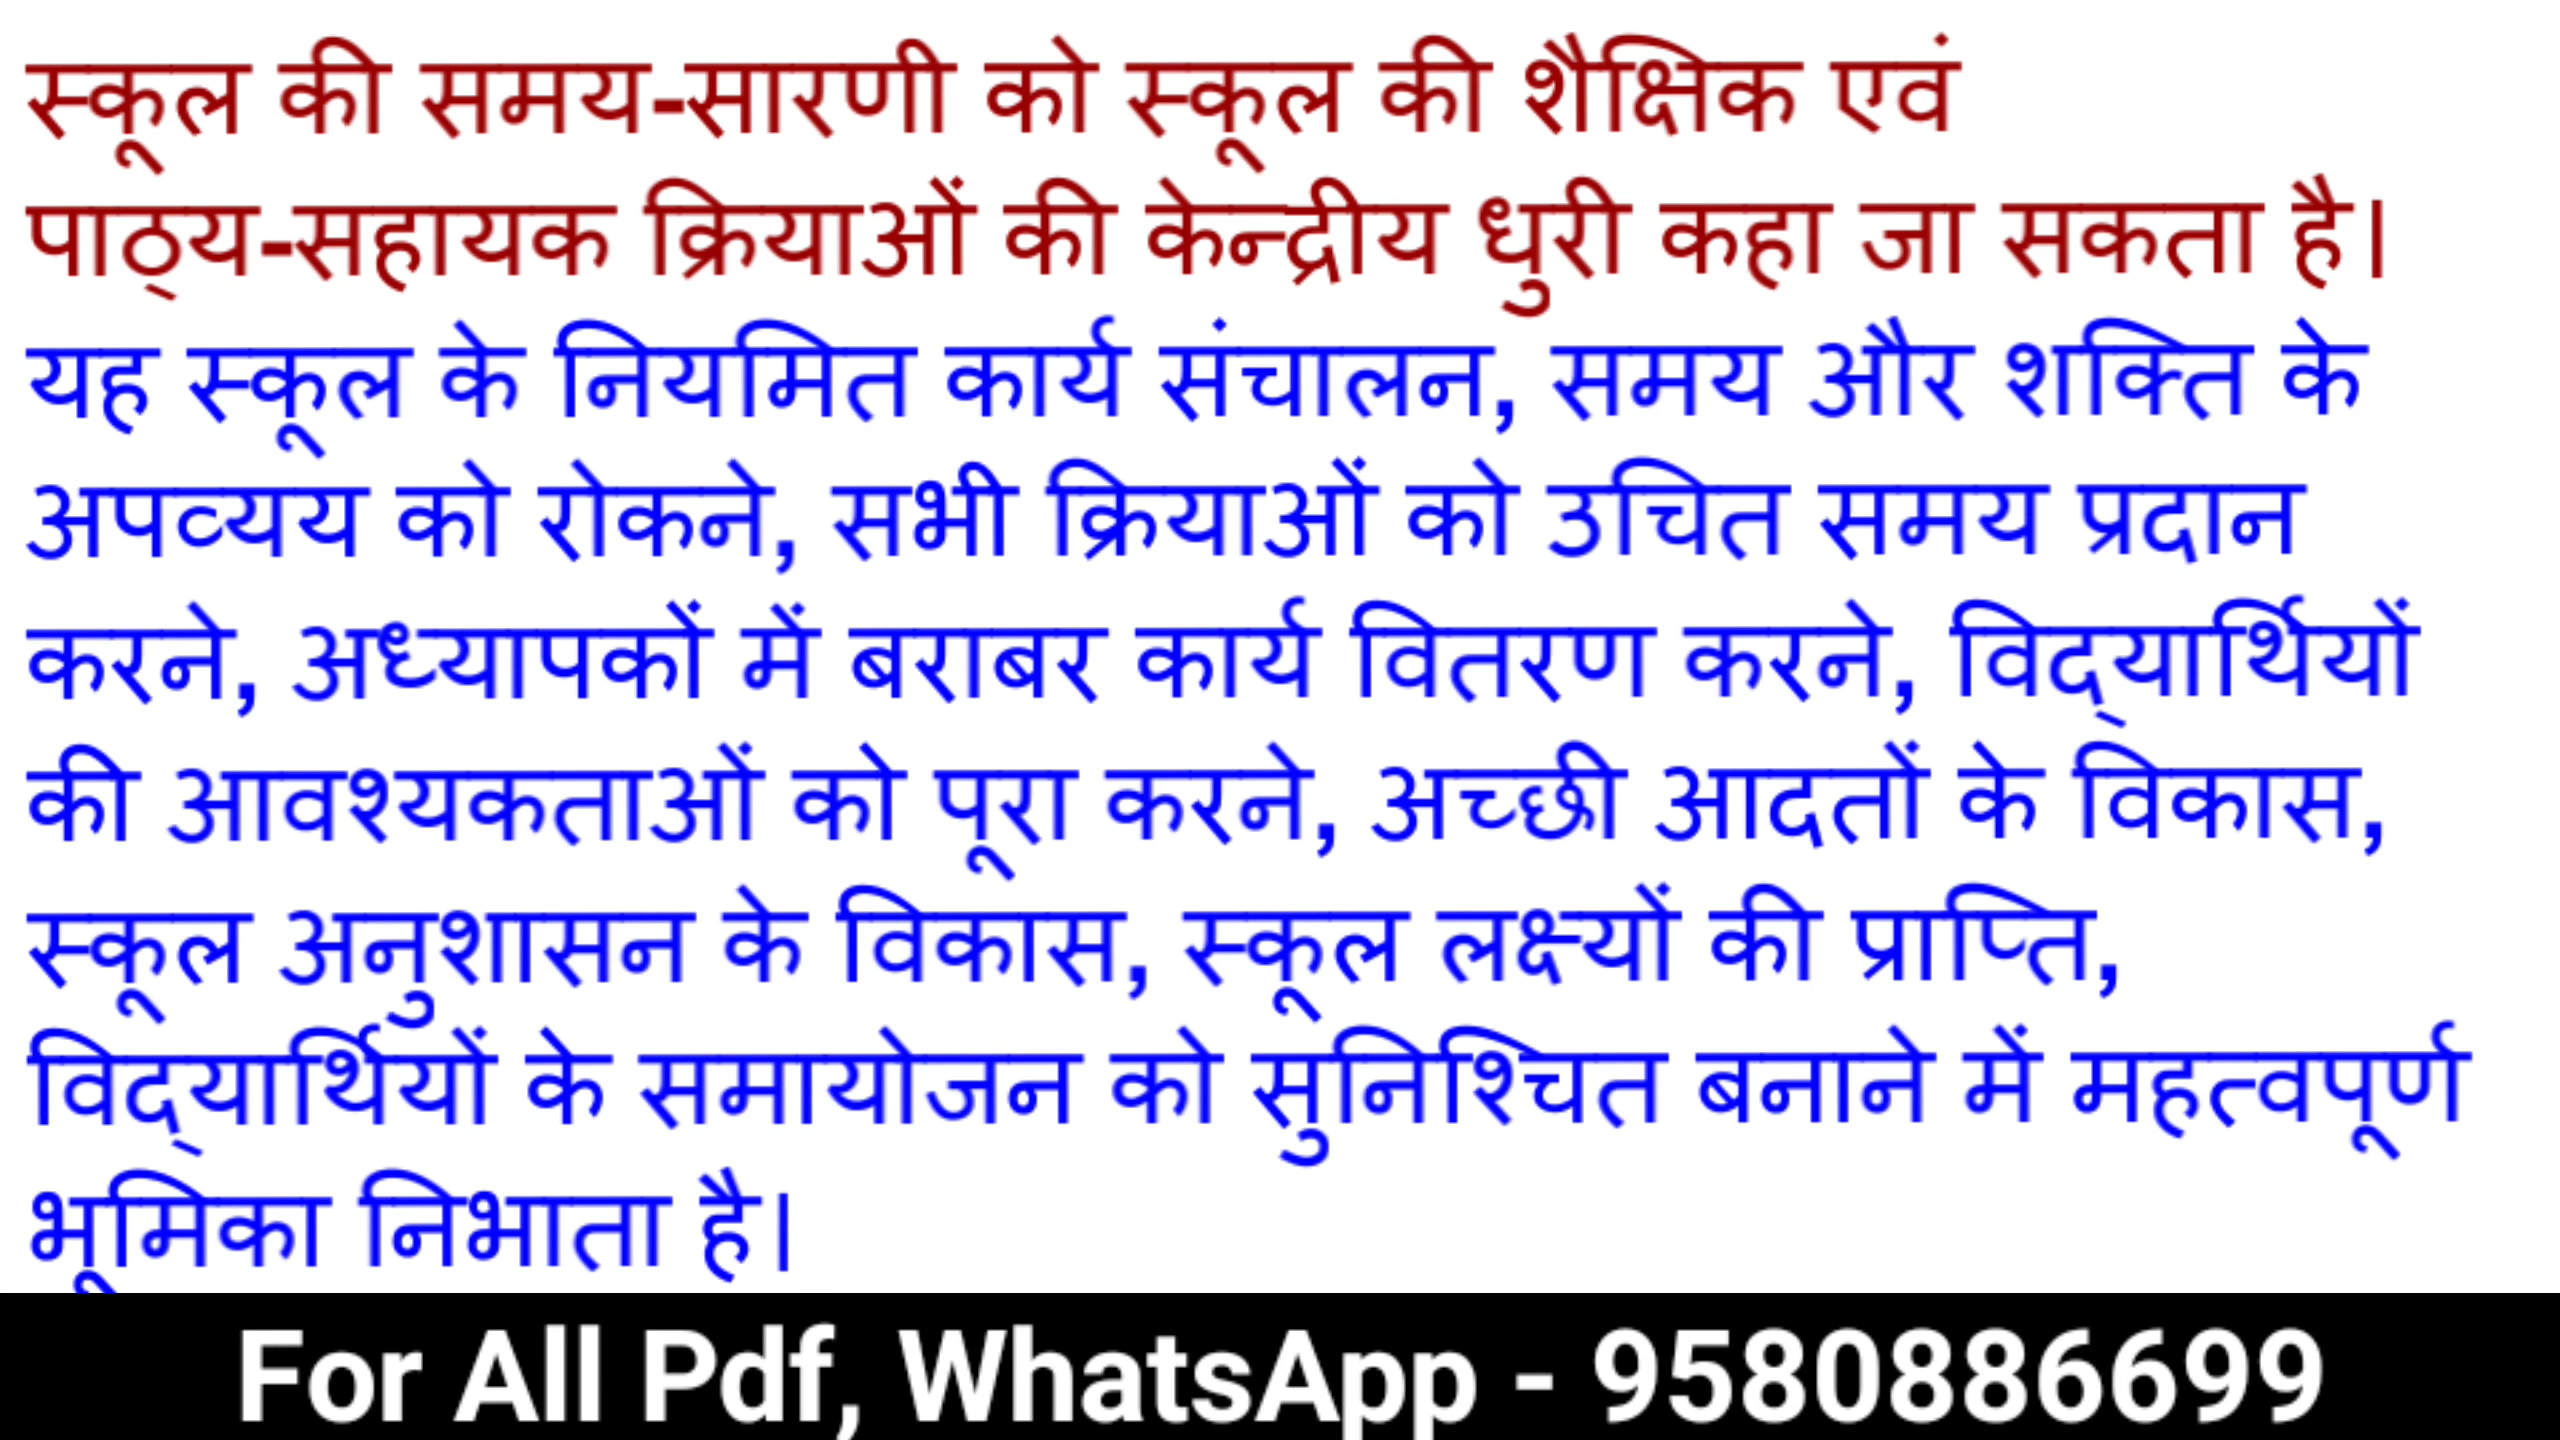 स्कूल की समय-सारणी को स्कूल की शैक्षिक एवं
पाठ्य-सहायक क्रियाओं की केन्द्रीय धुरी कहा जा सकता है।
यह स्कूल के नियमित कार्य संचालन, समय और शक्ति के
अपव्यय को रोकने, सभी क्रियाओं को उचित समय प्रदान
करने, अध्यापकों में बराबर कार्य वितरण करने, विद्यार्थियों
की आवश्यकताओं को पूरा करने, अच्छी आदतों के विकास,
स्कूल अनुशासन के विकास, स्कूल लक्ष्यों की प्राप्ति,
विद्यार्थियों के समायोजन को सुनिश्चित बनाने में महत्वपूर्ण
भूमिका निभाता है।
For All Pdf, WhatsApp - 9580886699